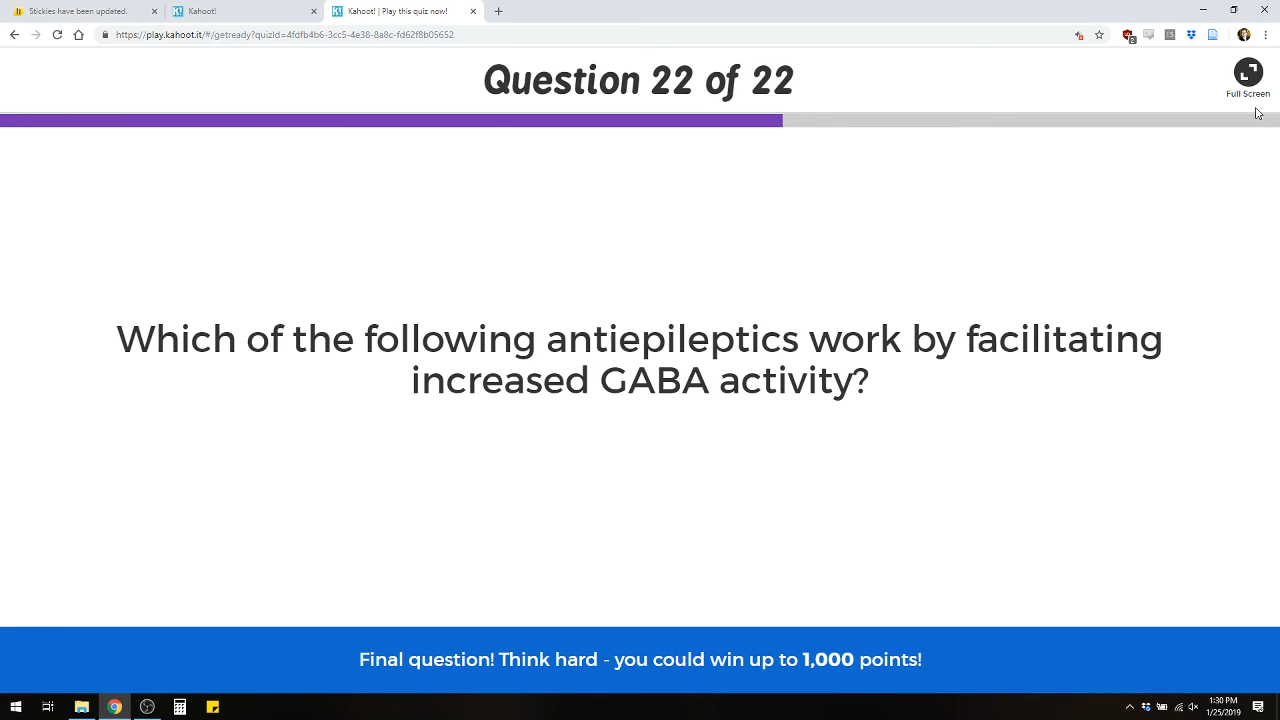 Stickies have been updated.
Kahoot!
Kahoot! | Play this quiz now!
https://play.kahoot.it/#/getready?quizId=4fdfb4b6-3cc5-4e38-8a8c-fd62f8b05652
Question 22 of 22
Full Screen
Which of the following antiepileptics work by facilitating
increased GABA activity?
Final question! Think hard - you could win up to 1,000 points!
1:30 PM
1/25/2019